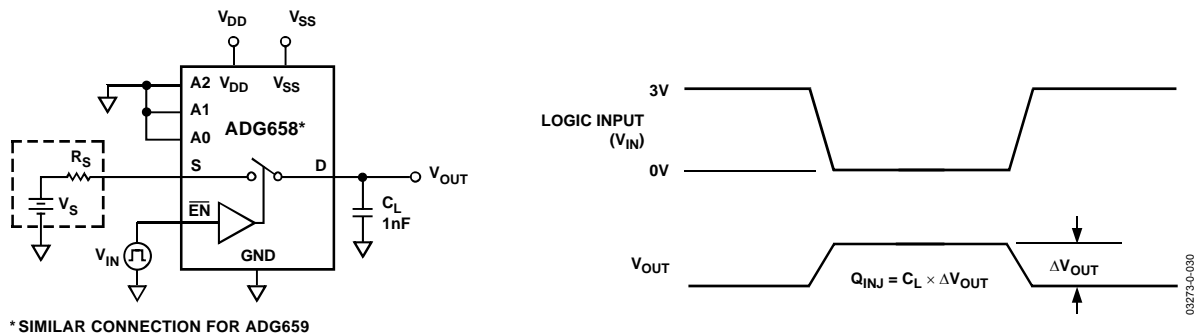 V_DD V_SS
A2 V_DD V_SS
A1
A0 ADG658*
R_S
S D V_OUT
V_S
EN
C_L
1nF
V_IN
GND
* SIMILAR CONNECTION FOR ADG659
3V
LOGIC INPUT
(V_IN)
0V
V_OUT
Q_INJ = C_L × ΔV_OUT
ΔV_OUT
03273-0-030